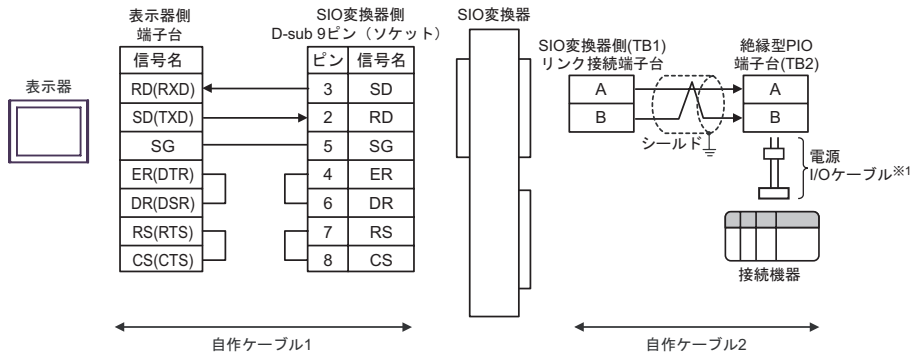 表示器
表示器側
端子台
信号名
RD(RXD)
SD(TXD)
SG
ER(DTR)
DR(DSR)
RS(RTS)
CS(CTS)
SIO変換器側
D-sub 9ピン（ソケット）
ピン 信号名
3 SD
2 RD
5 SG
4 ER
6 DR
7 RS
8 CS
自作ケーブル1
SIO変換器
SIO変換器側(TB1)
リンク接続端子台
A
B
シールド
絶縁型PIO
端子台(TB2)
A
B
電源
I/Oケーブル※1
接続機器
自作ケーブル2